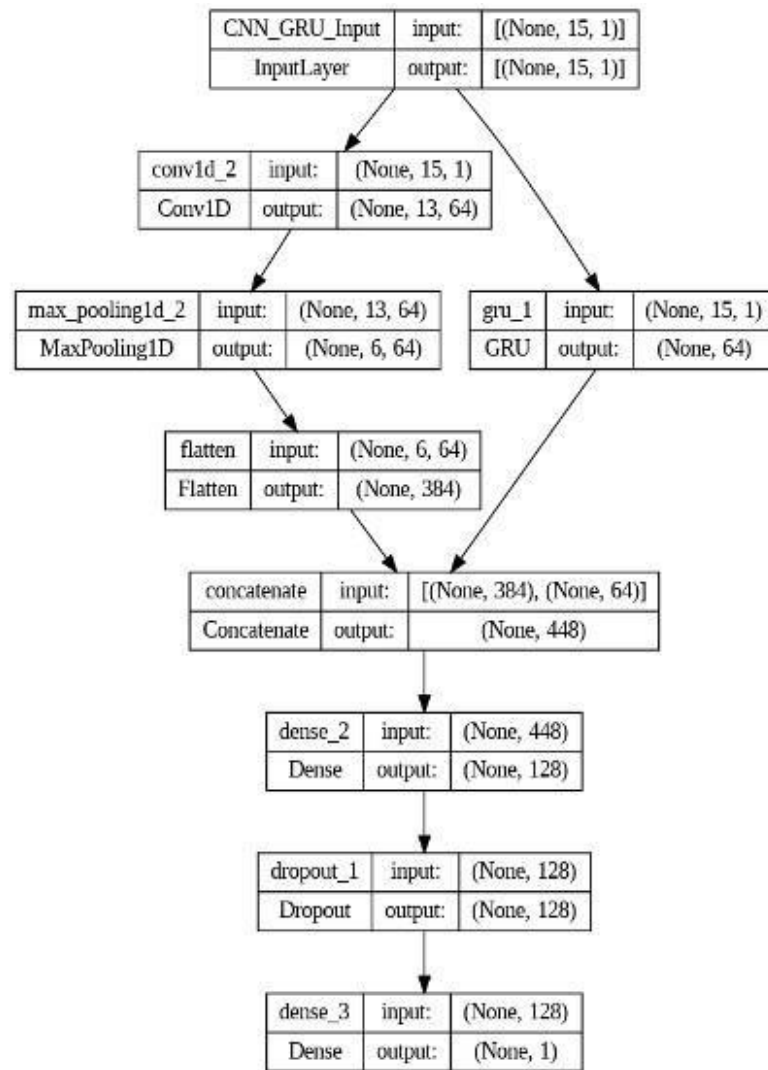 CNN_GRU_Input input: [(None, 15, 1)]
InputLayer output: [(None, 15, 1)]
conv1d_2 input: (None, 15, 1)
Conv1D output: (None, 13, 64)
max_pooling1d_2 input: (None, 13, 64)
MaxPooling1D output: (None, 6, 64)
gru_1 input: (None, 15, 1)
GRU output: (None, 64)
flatten input: (None, 6, 64)
Flatten output: (None, 384)
concatenate input: [(None, 384), (None, 64)]
Concatenate output: (None, 448)
dense_2 input: (None, 448)
Dense output: (None, 128)
dropout_1 input: (None, 128)
Dropout output: (None, 128)
dense_3 input: (None, 128)
Dense output: (None, 1)